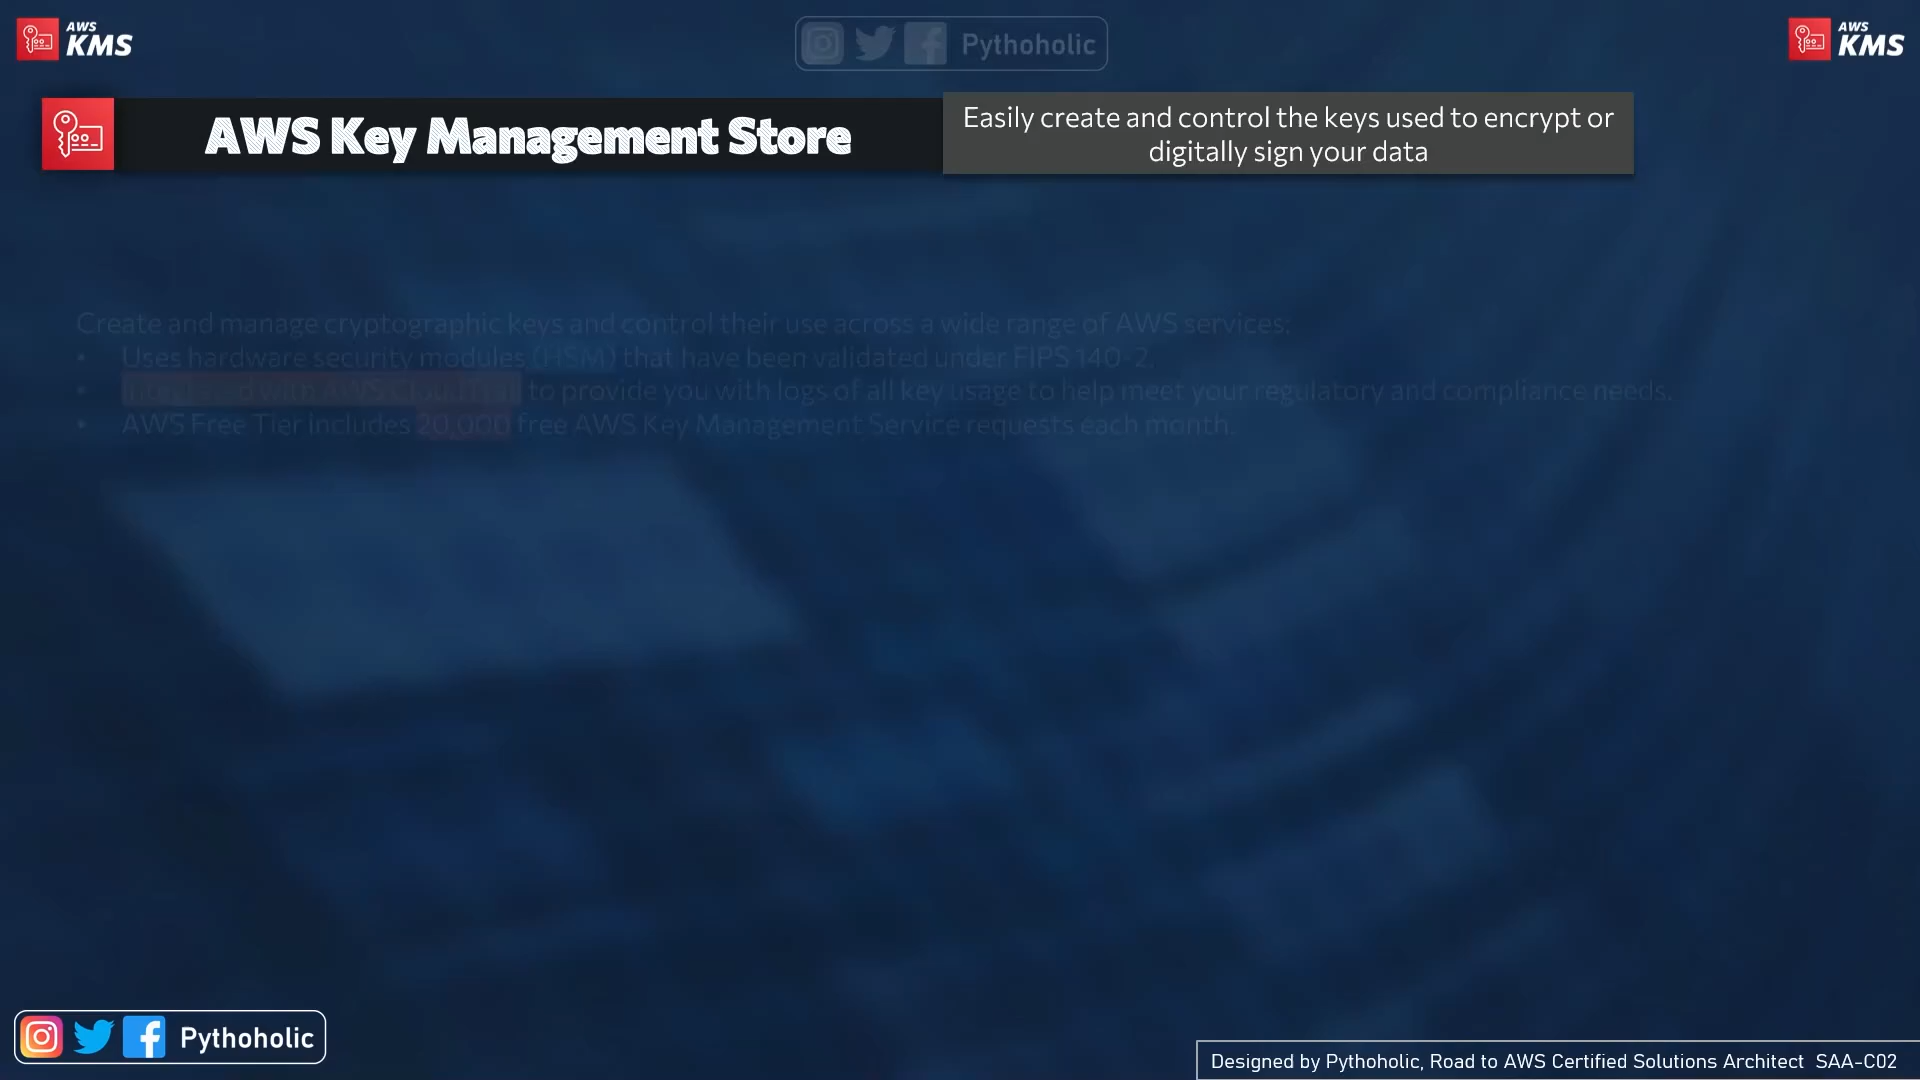 AWS
KMS
Pythoholic
AWS
KMS
AWS Key Management Store
Easily create and control the keys used to encrypt or
digitally sign your data
Create and manage cryptographic keys and control their use across a wide range of AWS services:
• Uses hardware security modules (HSM) that have been validated under FIPS 140-2.
• Integrated with AWS CloudTrail to provide you with logs of all key usage to help meet your regulatory and compliance needs.
• AWS Free Tier includes 20,000 free AWS Key Management Service requests each month.
Pythoholic
Designed by Pythoholic, Road to AWS Certified Solutions Architect SAA-C02